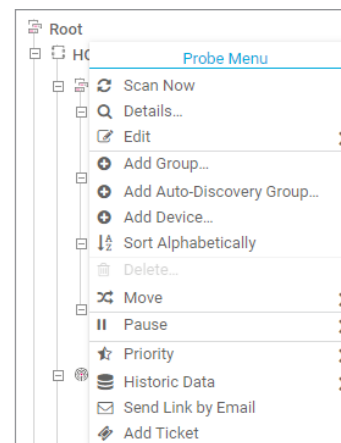 Root
HO
Probe Menu
Scan Now
Details...
Edit
Add Group...
Add Auto-Discovery Group...
Add Device...
Sort Alphabetically
Delete...
Move
Pause
Priority
Historic Data
Send Link by Email
Add Ticket